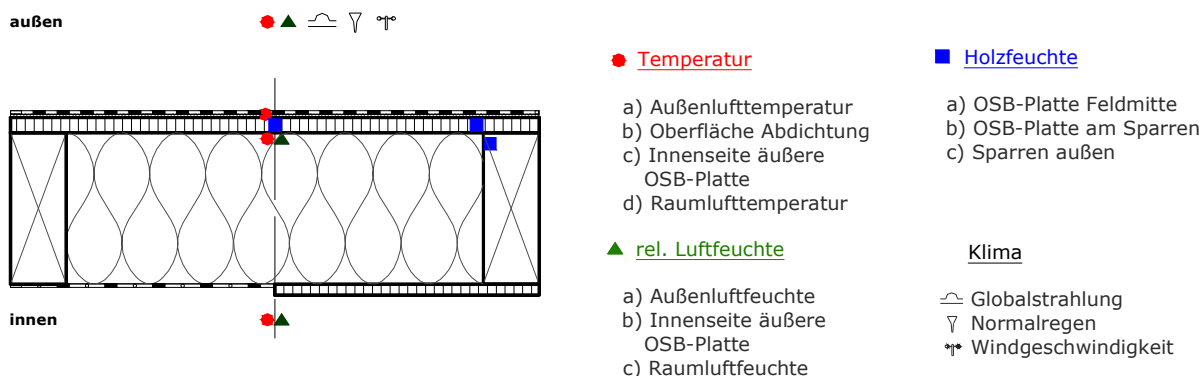 außen
innen
Temperatur
a) Außenlufttemperatur
b) Oberfläche Abdichtung
c) Innenseite äußere
OSB-Platte
d) Raumlufttemperatur
rel. Luftfeuchte
a) Außenluftfeuchte
b) Innenseite äußere
OSB-Platte
c) Raumluftfeuchte
Holzfeuchte
a) OSB-Platte Feldmitte
b) OSB-Platte am Sparren
c) Sparren außen
Klima
Globalstrahlung
Normalregen
Windgeschwindigkeit